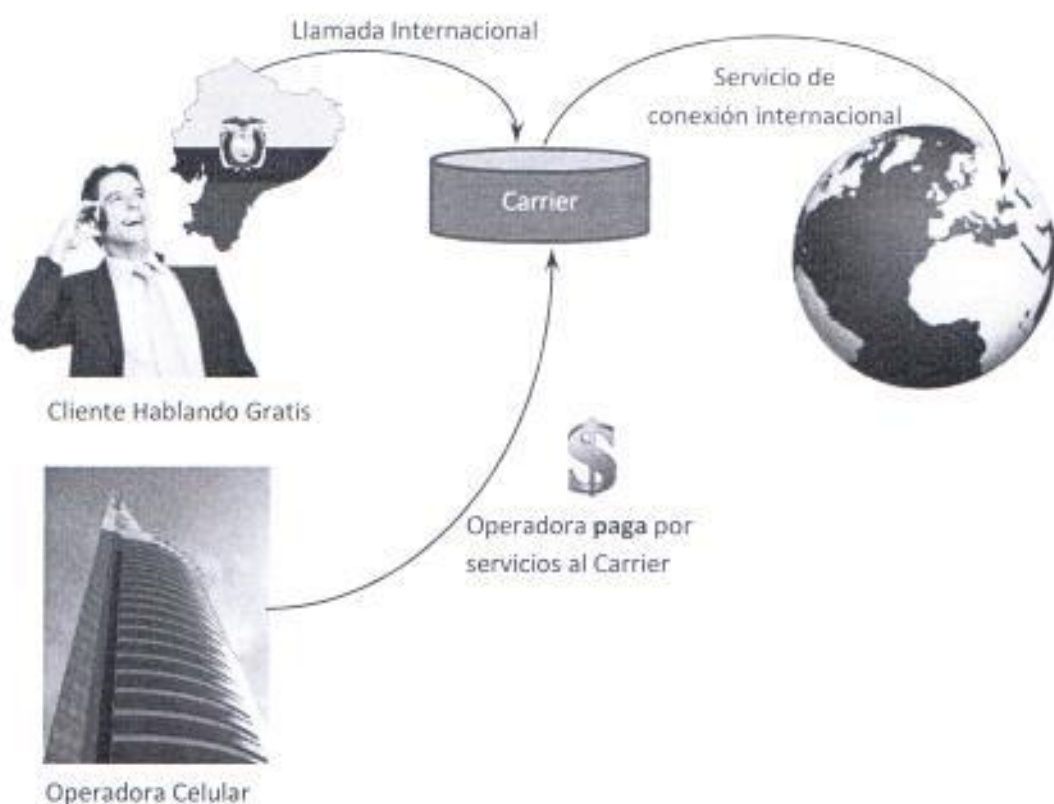 Llamada Internacional
Servicio de
conexión internacional
Carrier
Cliente Hablando Gratis
$
Operadora paga por
servicios al Carrier
Operadora Celular